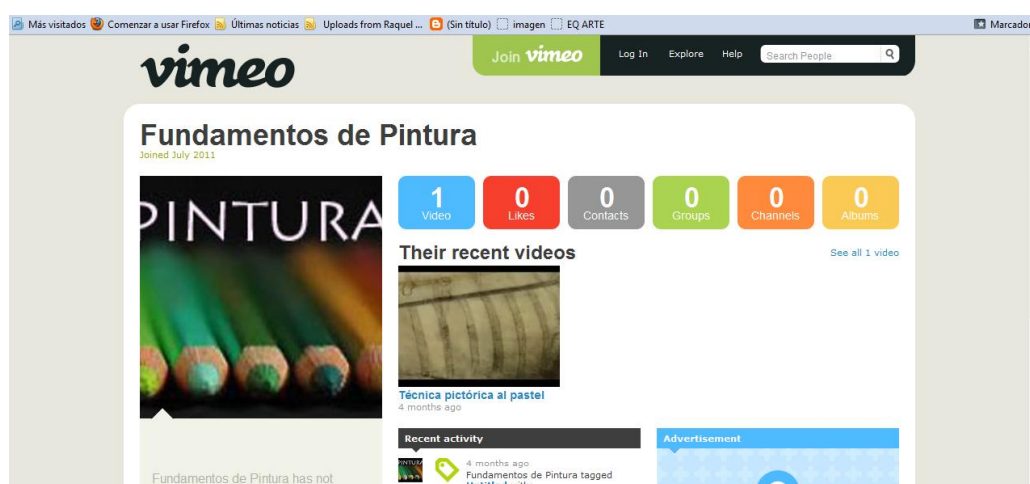 Más visitados Comenzar a usar Firefox Últimas noticias Uploads from Raquel ... (Sin título) imagen EQ ARTE Marcador
vimeo
Join vimeo Log In Explore Help Search People
Fundamentos de Pintura
Joined July 2011
PINTURA
1 0 0 0 0 0
Video Likes Contacts Groups Channels Albums
Their recent videos See all 1 video
Técnica pictórica al pastel
4 months ago
Recent activity Advertisement
PINTURA
4 months ago
Fundamentos de Pintura tagged
Fundamentos de Pintura has not